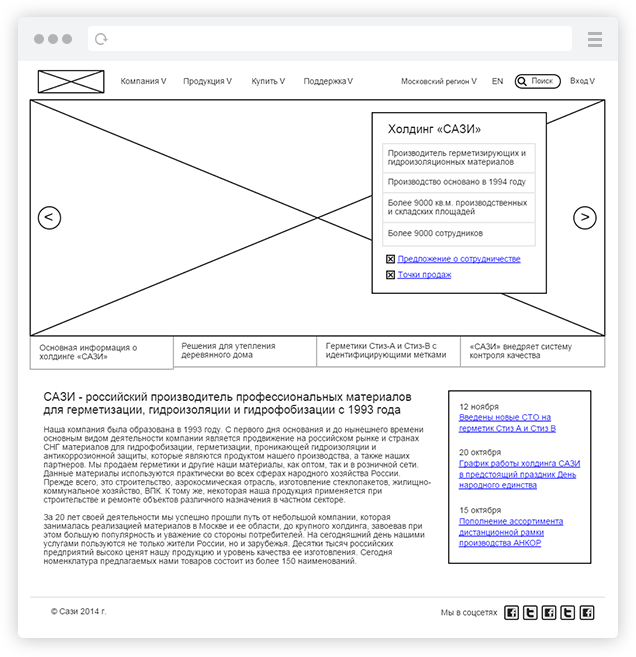 Компания V
Продукция V
Купить V
Поддержка V
Московский регион V
EN
Поиск
Вход V
Холдинг «САЗИ»
Производитель герметизирующих и
гидроизоляционных материалов
Производство основано в 1994 году
Более 9000 кв.м. производственных
и складских площадей
Более 9000 сотрудников
Предложение о сотрудничестве
Точки продаж
<
>
Основная информация о
холдинге «САЗИ»
Решения для утепления
деревянного дома
Герметики Стиз-А и Стиз-В с
идентифицирующими метками
«САЗИ» внедряет систему
контроля качества
САЗИ - российский производитель профессиональных материалов
для герметизации, гидроизоляции и гидрофобизации с 1993 года
Наша компания была образована в 1993 году. С первого дня основания и до нынешнего времени
основным видом деятельности компании является продвижение на российском рынке и странах
СНГ материалов для гидрофобизации, герметизации, проникающей гидроизоляции и
антикоррозионной защиты, которые являются продуктом нашего производства, а также наших
партнеров. Мы продаем герметики и другие наши материалы, как оптом, так и в розничной сети.
Данные материалы используются практически во всех сферах народного хозяйства России.
Прежде всего, это строительство, аэрокосмическая отрасль, изготовление стеклопакетов, жилищно-
коммунальное хозяйство, ВПК. К тому же, некоторая наша продукция применяется при
строительстве и ремонте объектов различного назначения в частном секторе.
За 20 лет своей деятельности мы успешно прошли путь от небольшой компании, которая
занималась реализацией материалов в Москве и ее области, до крупного холдинга, завоевав при
этом большую популярность и уважение со стороны потребителей. На сегодняшний день нашими
услугами пользуются не только жители России, но и зарубежья. Десятки тысяч российских
предприятий высоко ценят нашу продукцию и уровень качества ее изготовления. Сегодня
номенклатура предлагаемых нами товаров состоит из более 150 наименований.
12 ноября
Введены новые СТО на
герметик Стиз А и Стиз В
20 октября
График работы холдинга САЗИ
в предстоящий праздник День
народного единства
15 октября
Пополнение ассортимента
дистанционной рамки
производства АНКОР
© Сази 2014 г.
Мы в соцсетях